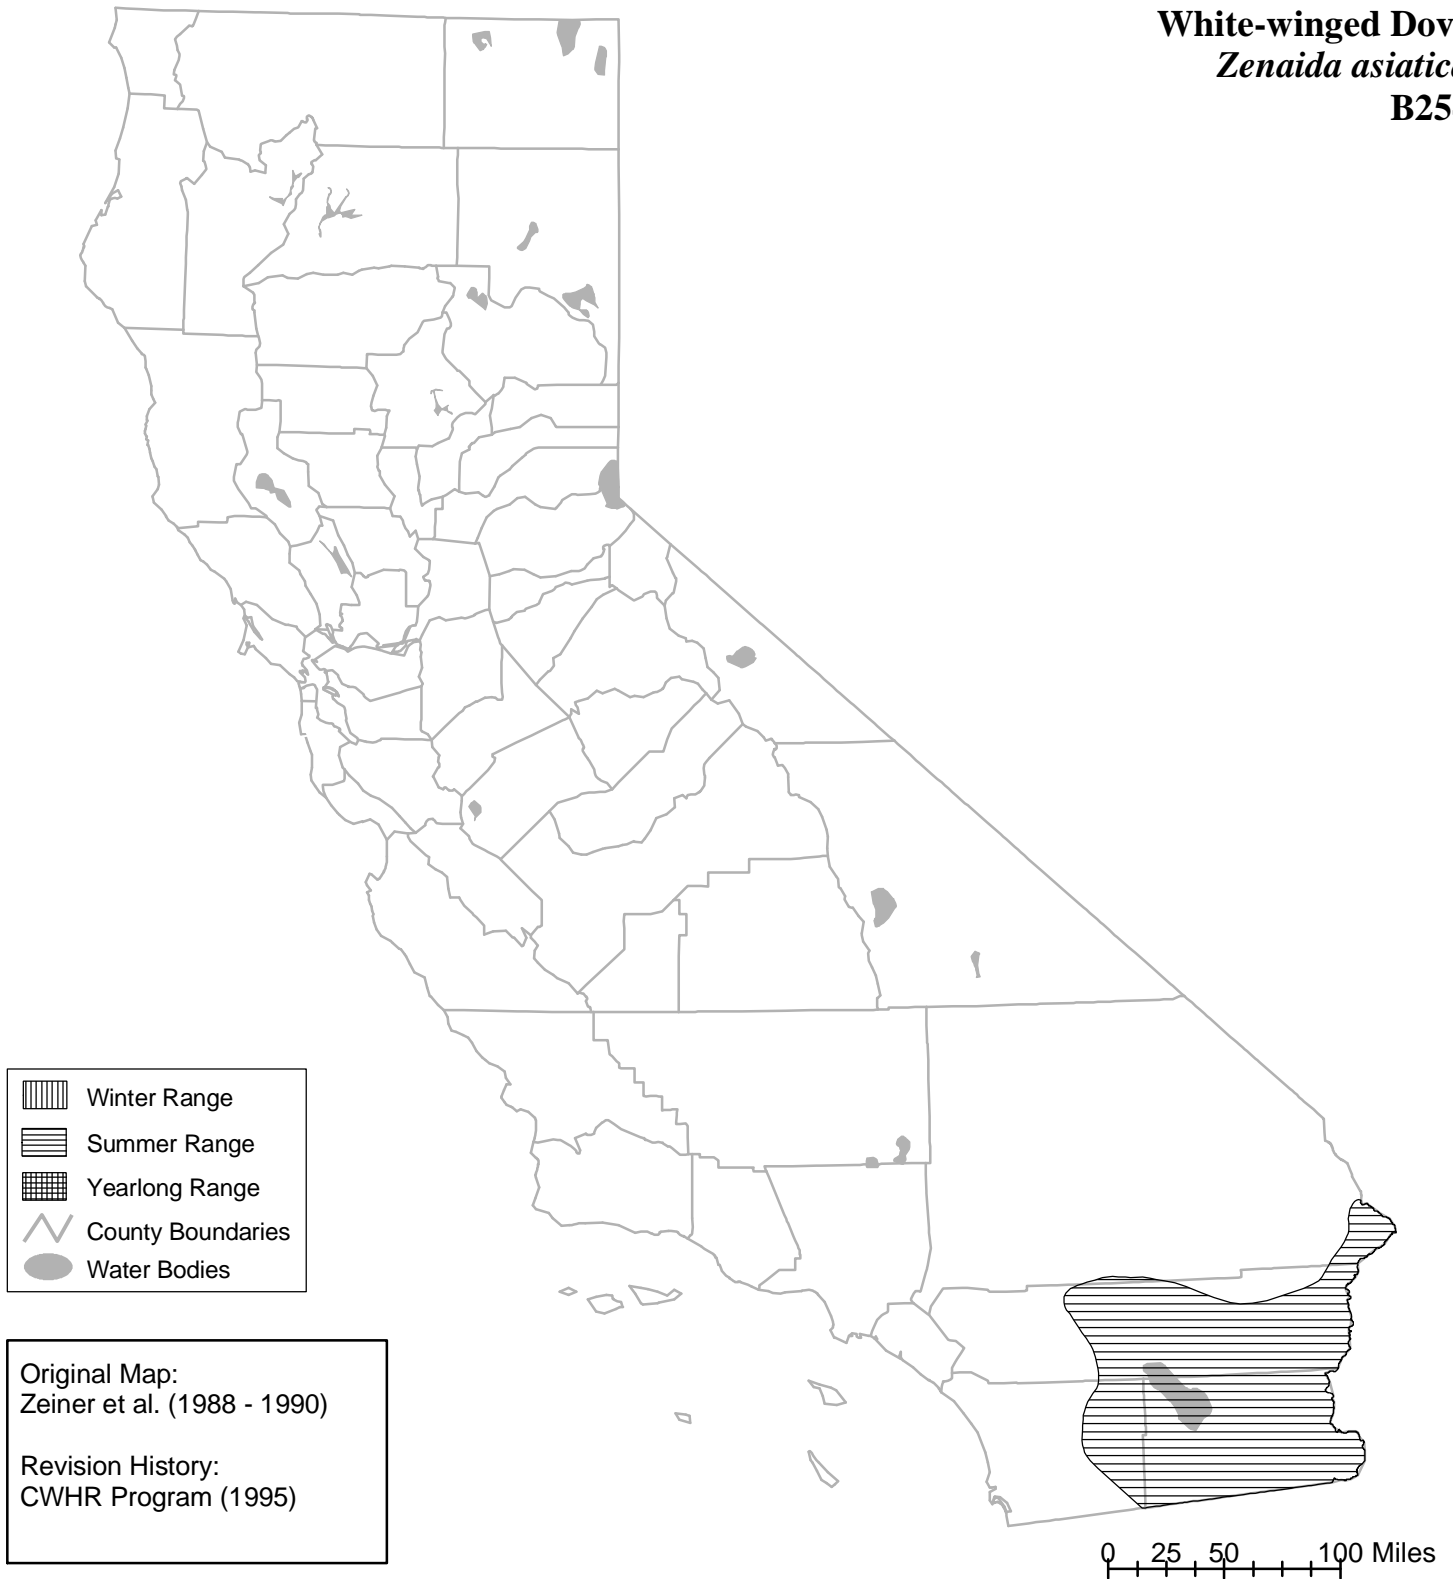 White-winged Dov
Zenaida asiatic
B25
Winter Range
Summer Range
Yearlong Range
County Boundaries
Water Bodies
Original Map:
Zeiner et al. (1988 - 1990)
Revision History:
CWHR Program (1995)
0 25 50 100 Miles